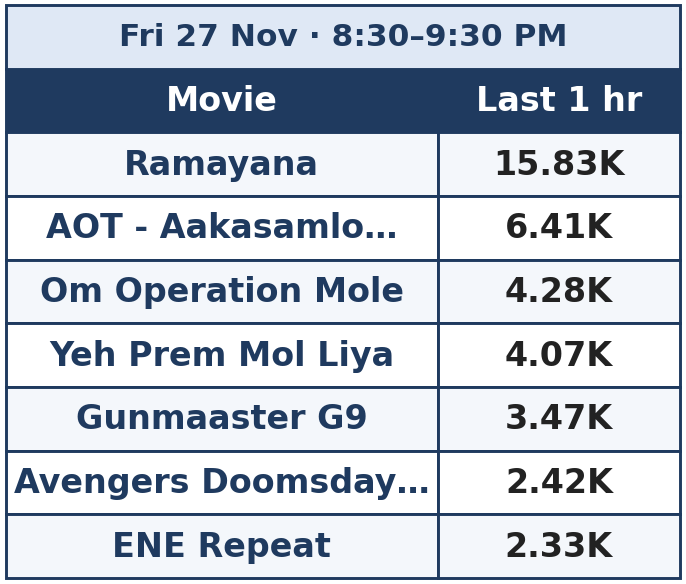 Fri 27 Nov · 8:30–9:30 PM
Movie Last 1 hr
Ramayana 15.83K
AOT - Aakasamlo... 6.41K
Om Operation Mole 4.28K
Yeh Prem Mol Liya 4.07K
Gunmaaster G9 3.47K
Avengers Doomsday... 2.42K
ENE Repeat 2.33K